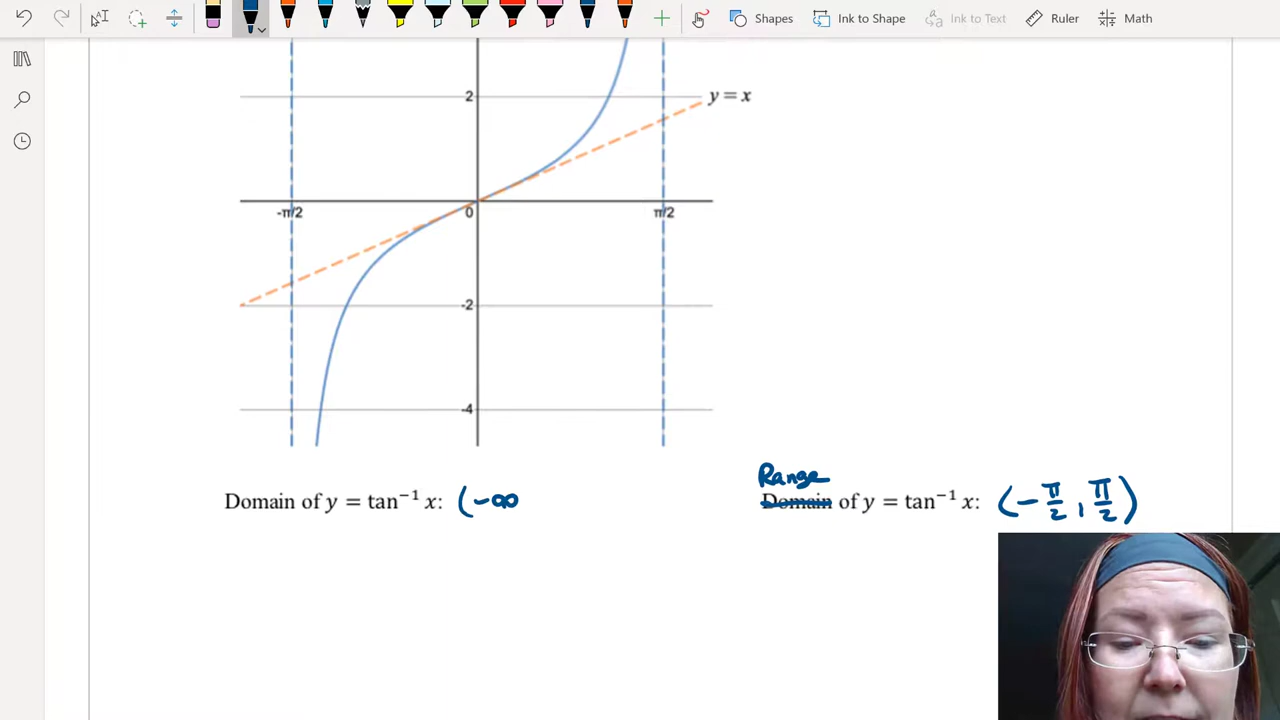 Shapes Ink to Shape Ink to Text Ruler Math
2
y = x
-π/2 0 π/2
-2
-4
Range
Domain of y = tan⁻¹ x: (-∞ Domain of y = tan⁻¹ x: (-π/2, π/2)